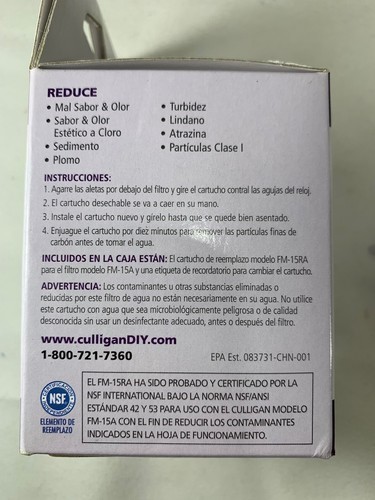 REDUCE
• Mal Sabor & Olor
• Sabor & Olor
Estético a Cloro
• Sedimento
• Plomo
• Turbidez
• Lindano
• Atrazina
• Partículas Clase I
INSTRUCCIONES:
1. Agarre las aletas por debajo del filtro y gire el cartucho contral las agujas del reloj.
2. El cartucho desechable se va a caer en su mano.
3. Instale el cartucho nuevo y girelo hasta que se quede bien asentado.
4. Enjuague el cartucho por diez minutos para remover las partículas finas de
carbón antes de tomar el agua.
INCLUIDOS EN LA CAJA ESTÁN: El cartucho de reemplazo modelo FM-15RA
para el filtro modelo FM-15A y una etiqueta de recordatorio para cambiar el cartucho.
ADVERTENCIA: Los contaminantes u otras substancias eliminadas o
reducidas por este filtro de agua no están necesariamente en su agua. No utilice
este cartucho con agua que sea microbiológicamente peligrosa o de calidad
desconocida sin usar un desinfectante adecuado, antes o después del filtro.
www.culliganDIY.com
1-800-721-7360
EPA Est. 083731-CHN-001
NSF
ELEMENTO DE
REEMPLAZO
EL FM-15RA HA SIDO PROBADO Y CERTIFICADO POR LA
NSF INTERNATIONAL BAJO LA NORMA NSF/ANSI
ESTÁNDAR 42 Y 53 PARA USO CON EL CULLIGAN MODELO
FM-15A CON EL FIN DE REDUCIR LOS CONTAMINANTES
INDICADOS EN LA HOJA DE FUNCIONAMIENTO.